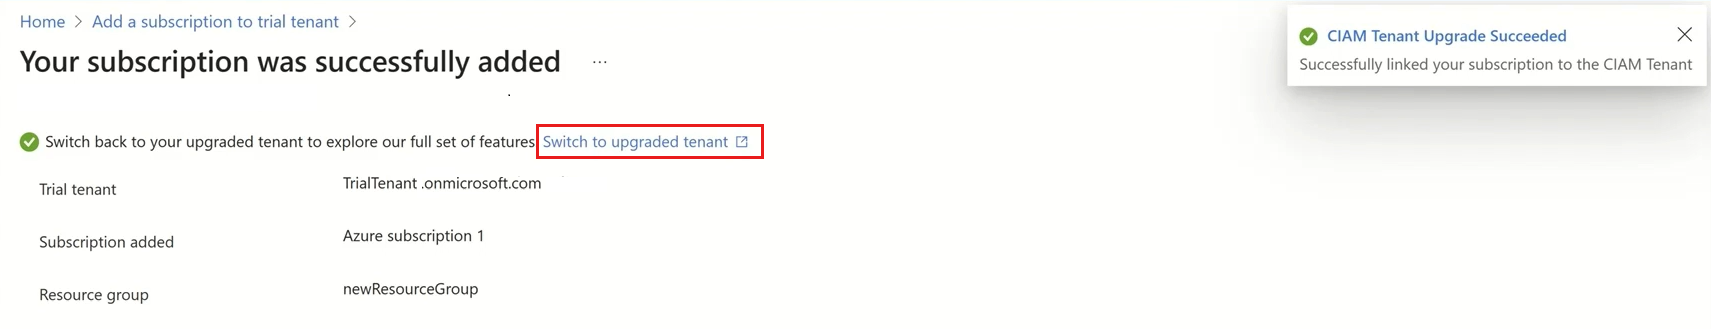 Home > Add a subscription to trial tenant >
Your subscription was successfully added ...
CIAM Tenant Upgrade Succeeded
Successfully linked your subscription to the CIAM Tenant
Switch back to your upgraded tenant to explore our full set of features Switch to upgraded tenant
Trial tenant TrialTenant .onmicrosoft.com
Subscription added Azure subscription 1
Resource group newResourceGroup